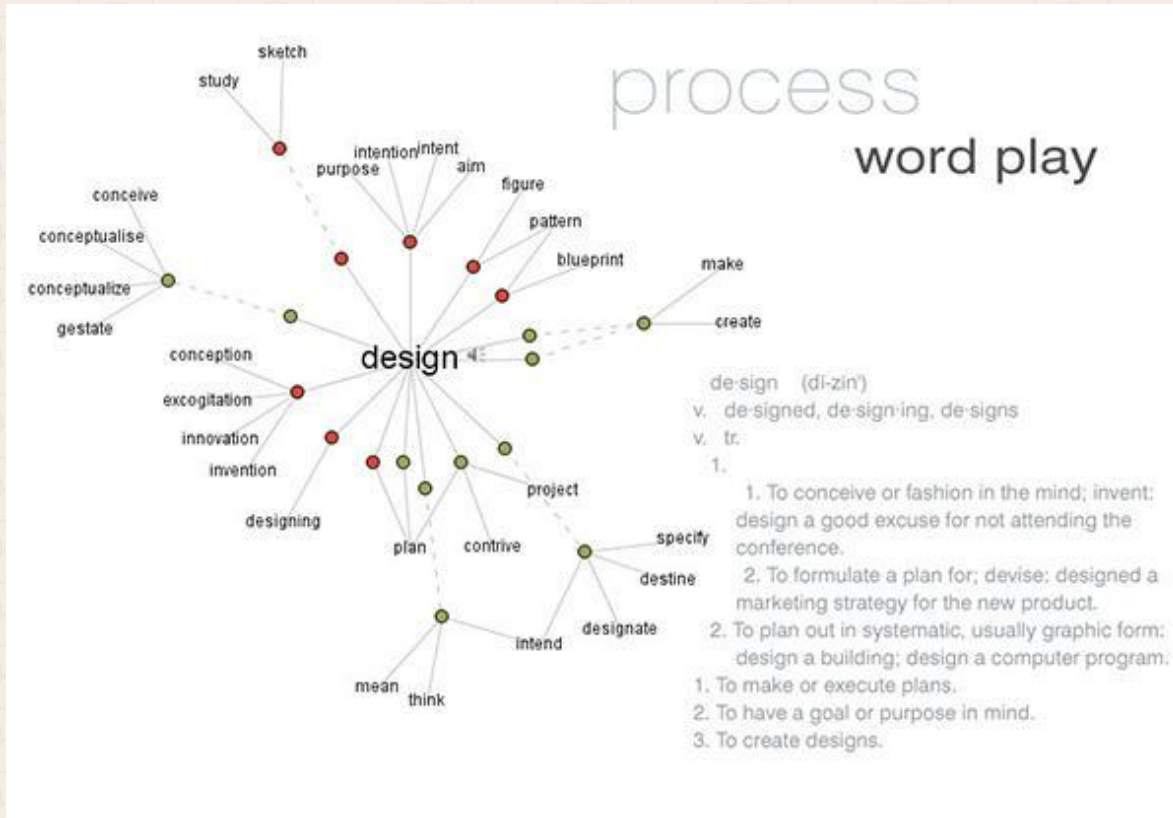 process
word play
sketch
study
intention
intent
purpose
aim
figure
conceive
pattern
conceptualise
blueprint
make
conceptualize
gestate
create
conception
design
excogitation
innovation
invention
project
designing
plan
contrive
specify
destine
designate
intend
mean
think
de·sign (dĭ-zīn')
v. de·signed, de·sign·ing, de·signs
v. tr.
1.
1. To conceive or fashion in the mind; invent:
design a good excuse for not attending the
conference.
2. To formulate a plan for; devise: designed a
marketing strategy for the new product.
2. To plan out in systematic, usually graphic form:
design a building; design a computer program.
1. To make or execute plans.
2. To have a goal or purpose in mind.
3. To create designs.